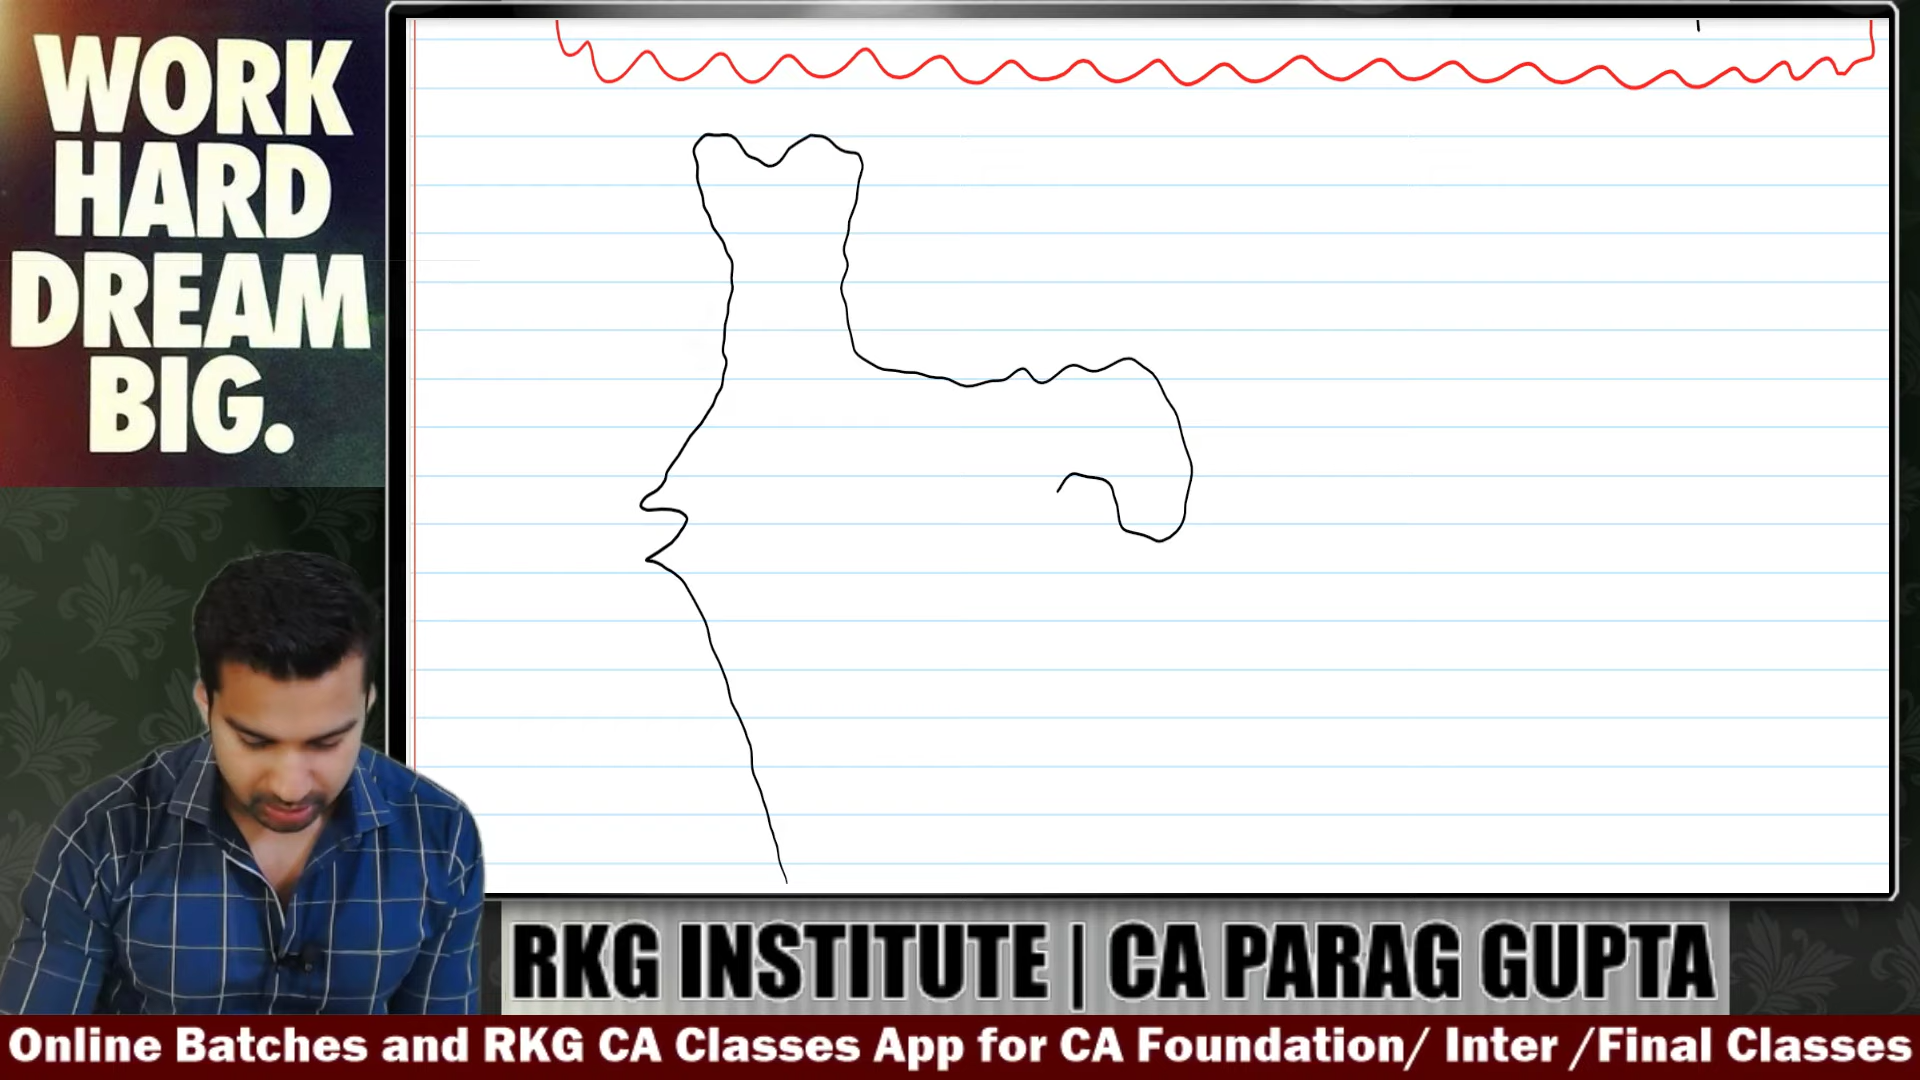 WORK
HARD
DREAM
BIG.
RKG INSTITUTE | CA PARAG GUPTA
Online Batches and RKG CA Classes App for CA Foundation/ Inter /Final Classes